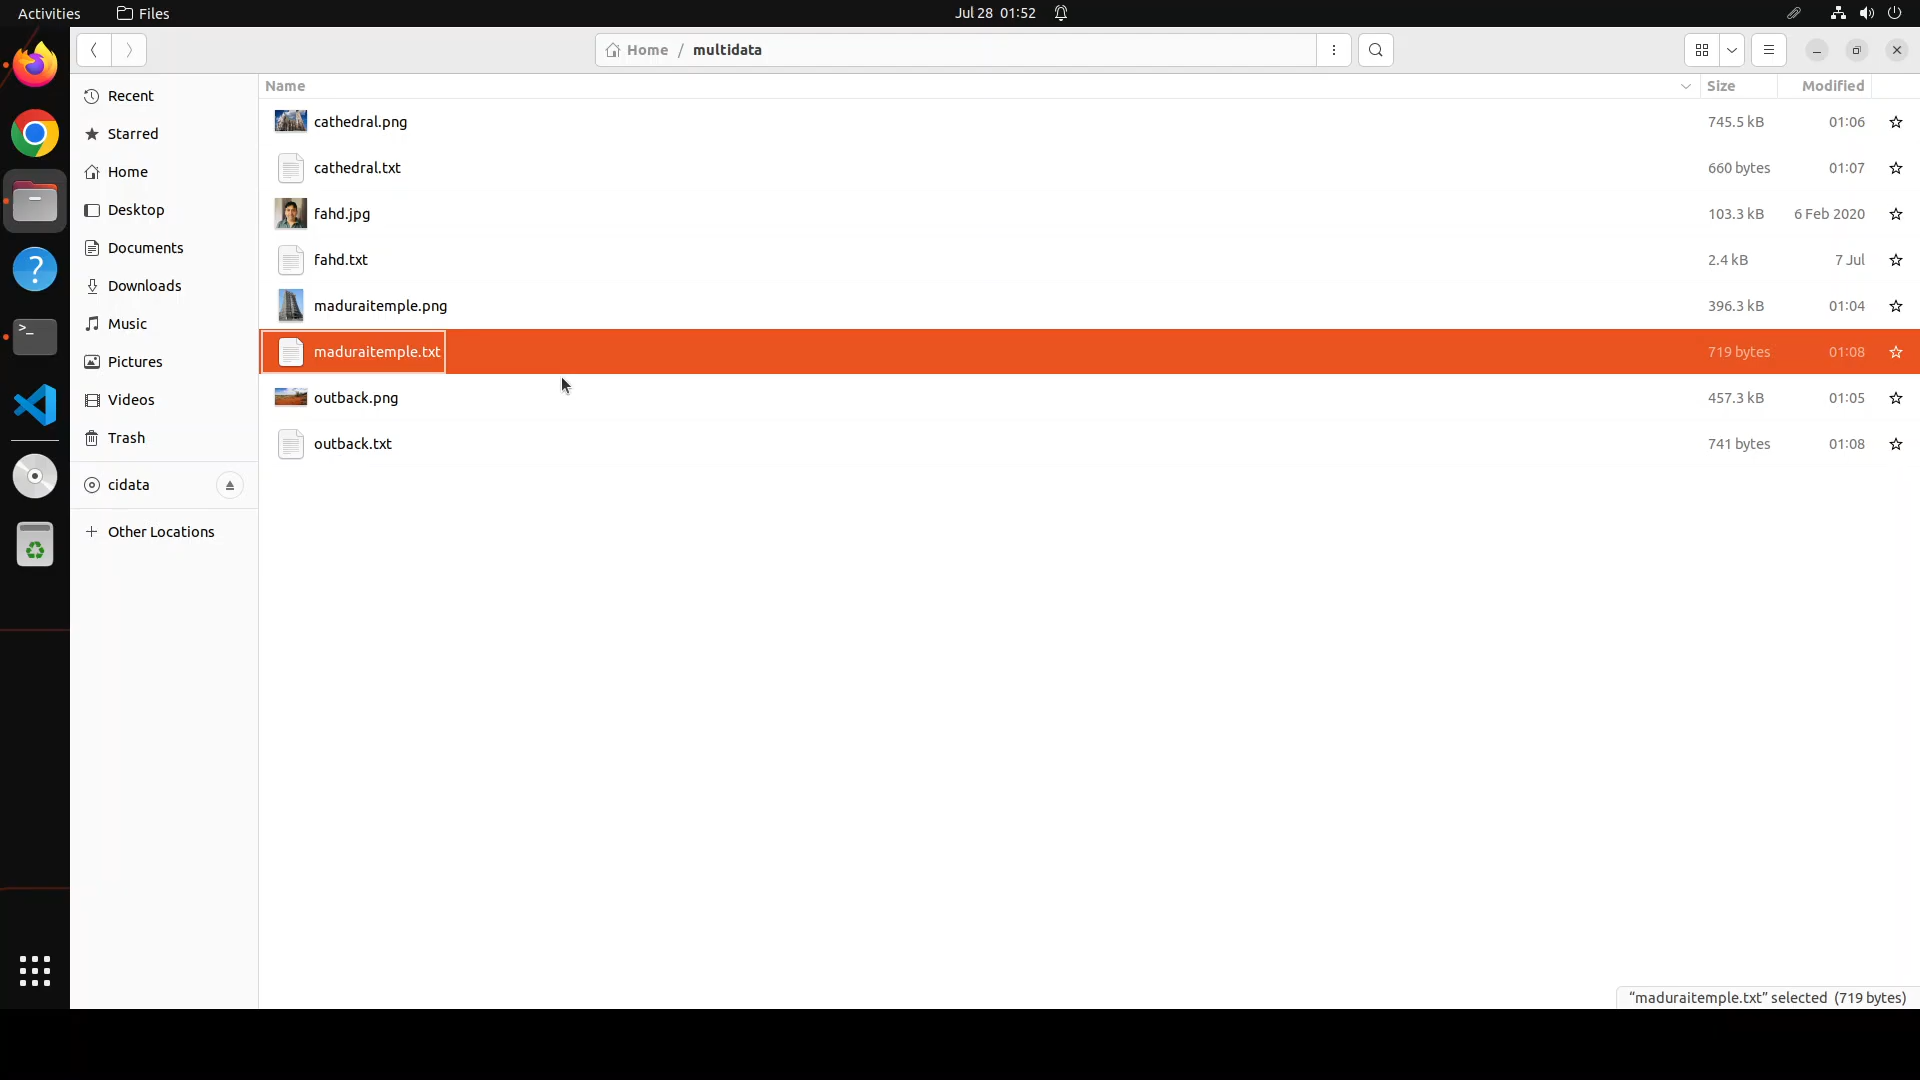 Activities Files Jul 28 01:52
Home / multidata
Recent
Starred
Home
Desktop
Documents
Downloads
Music
Pictures
Videos
Trash
cidata
Other Locations
Name Size Modified
cathedral.png 745.5 kB 01:06
cathedral.txt 660 bytes 01:07
fahd.jpg 103.3 kB 6 Feb 2020
fahd.txt 2.4 kB 7 Jul
maduraitemple.png 396.3 kB 01:04
maduraitemple.txt 719 bytes 01:08
outback.png 457.3 kB 01:05
outback.txt 741 bytes 01:08
“maduraitemple.txt” selected (719 bytes)